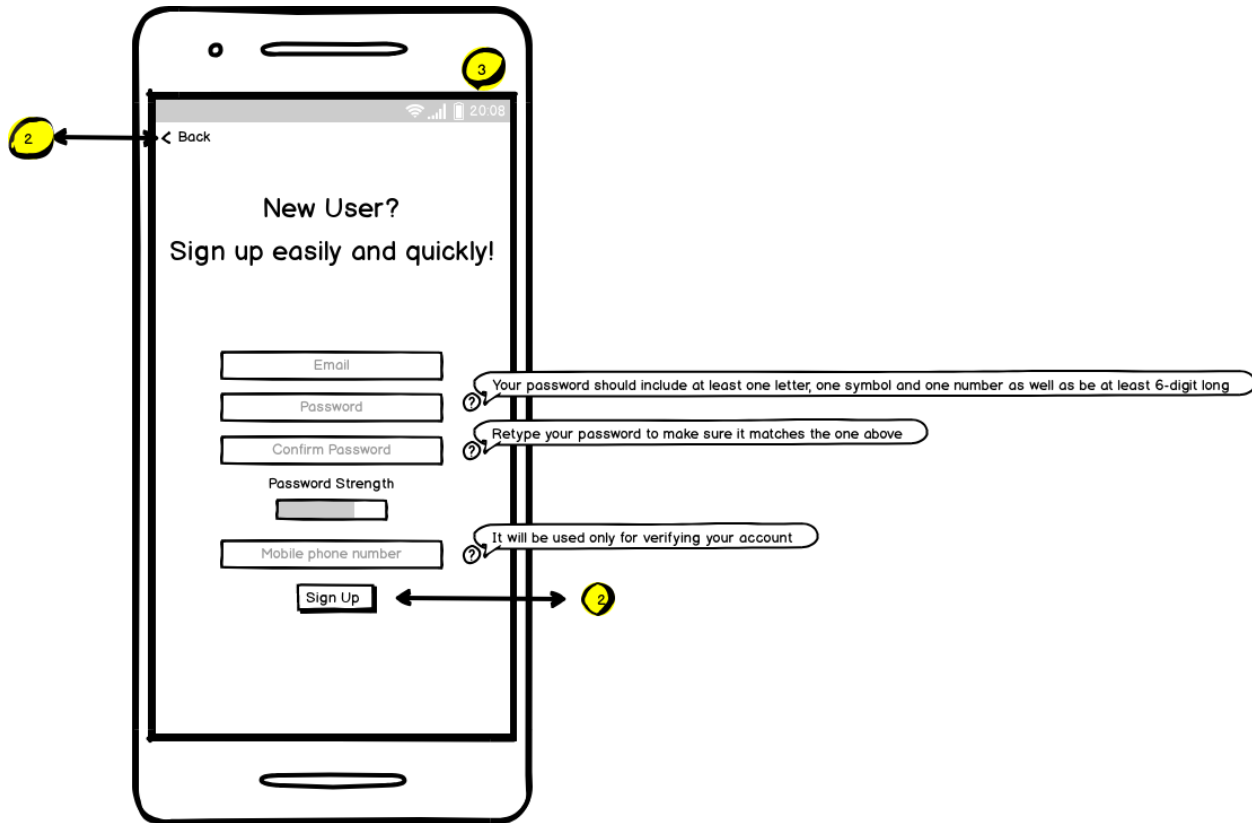 3
20:08
2
Back
New User?
Sign up easily and quickly!
Email
Your password should include at least one letter, one symbol and one number as well as be at least 6-digit long
Password
?
Retype your password to make sure it matches the one above
Confirm Password
?
Password Strength
It will be used only for verifying your account
Mobile phone number
?
Sign Up
2